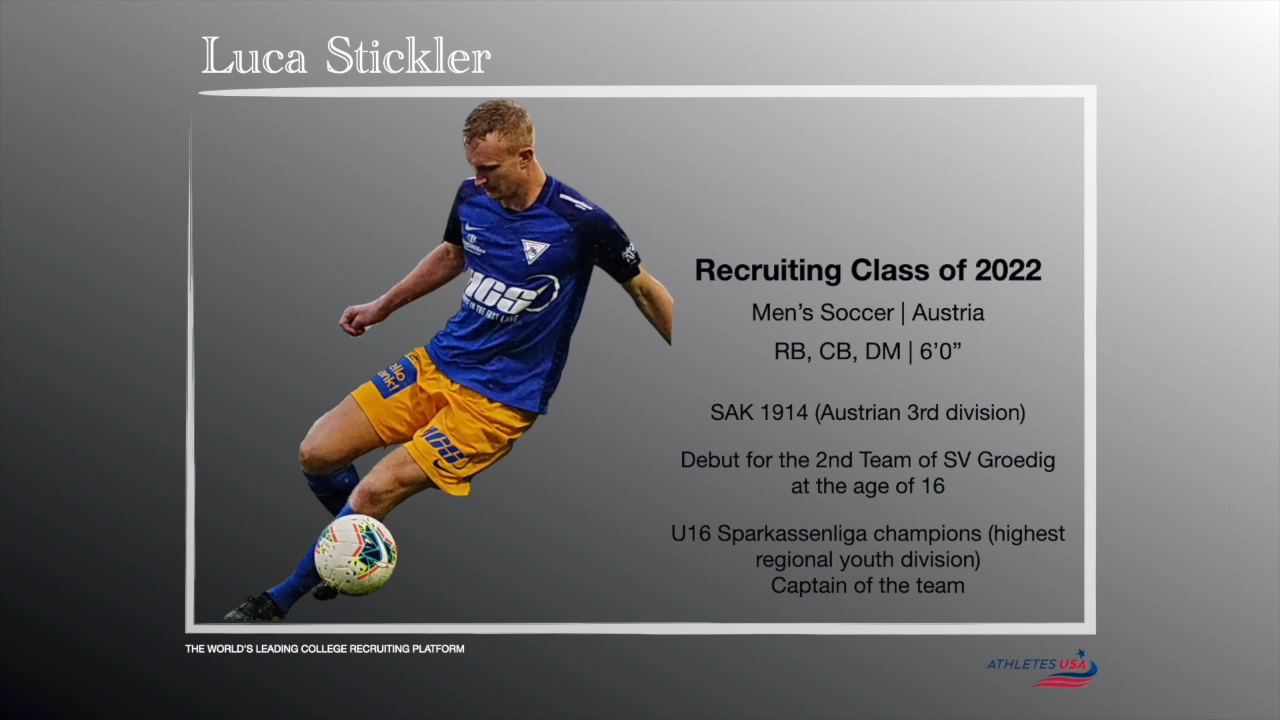 Luca Stickler
Recruiting Class of 2022
Men’s Soccer | Austria
RB, CB, DM | 6’0”
SAK 1914 (Austrian 3rd division)
Debut for the 2nd Team of SV Groedig
at the age of 16
U16 Sparkassenliga champions (highest
regional youth division)
Captain of the team
THE WORLD'S LEADING COLLEGE RECRUITING PLATFORM
ATHLETES USA